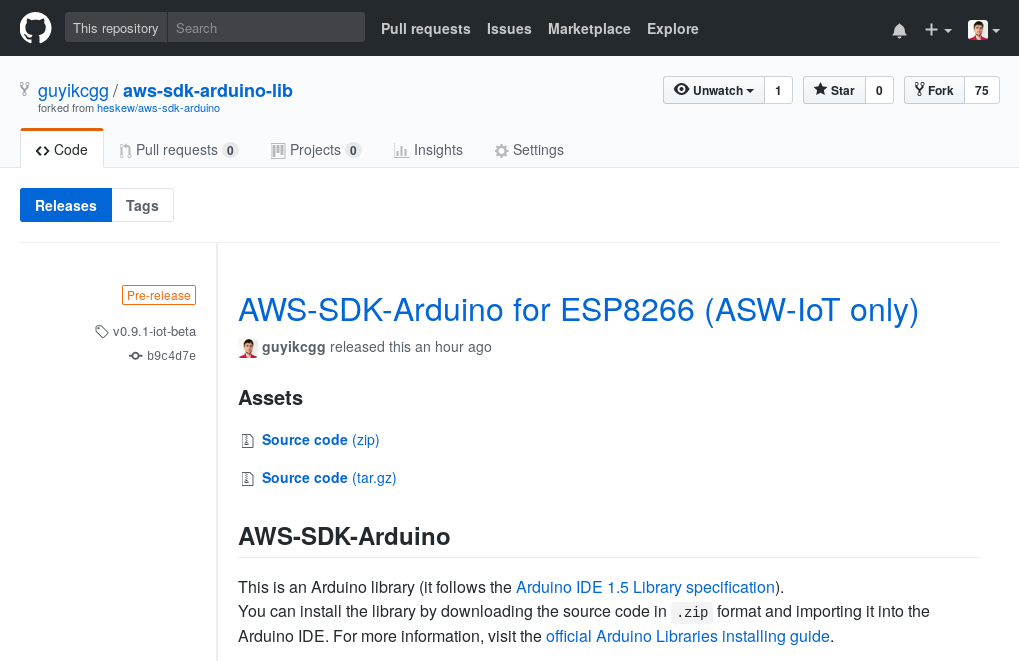 This repository Search Pull requests Issues Marketplace Explore
guyikcgg / aws-sdk-arduino-lib Unwatch 1 Star 0 Fork 75
forked from heskew/aws-sdk-arduino
Code Pull requests 0 Projects 0 Insights Settings
Releases Tags
Pre-release
v0.9.1-iot-beta
b9c4d7e
AWS-SDK-Arduino for ESP8266 (ASW-IoT only)
guyikcgg released this an hour ago
Assets
Source code (zip)
Source code (tar.gz)
AWS-SDK-Arduino
This is an Arduino library (it follows the Arduino IDE 1.5 Library specification).
You can install the library by downloading the source code in .zip format and importing it into the
Arduino IDE. For more information, visit the official Arduino Libraries installing guide.